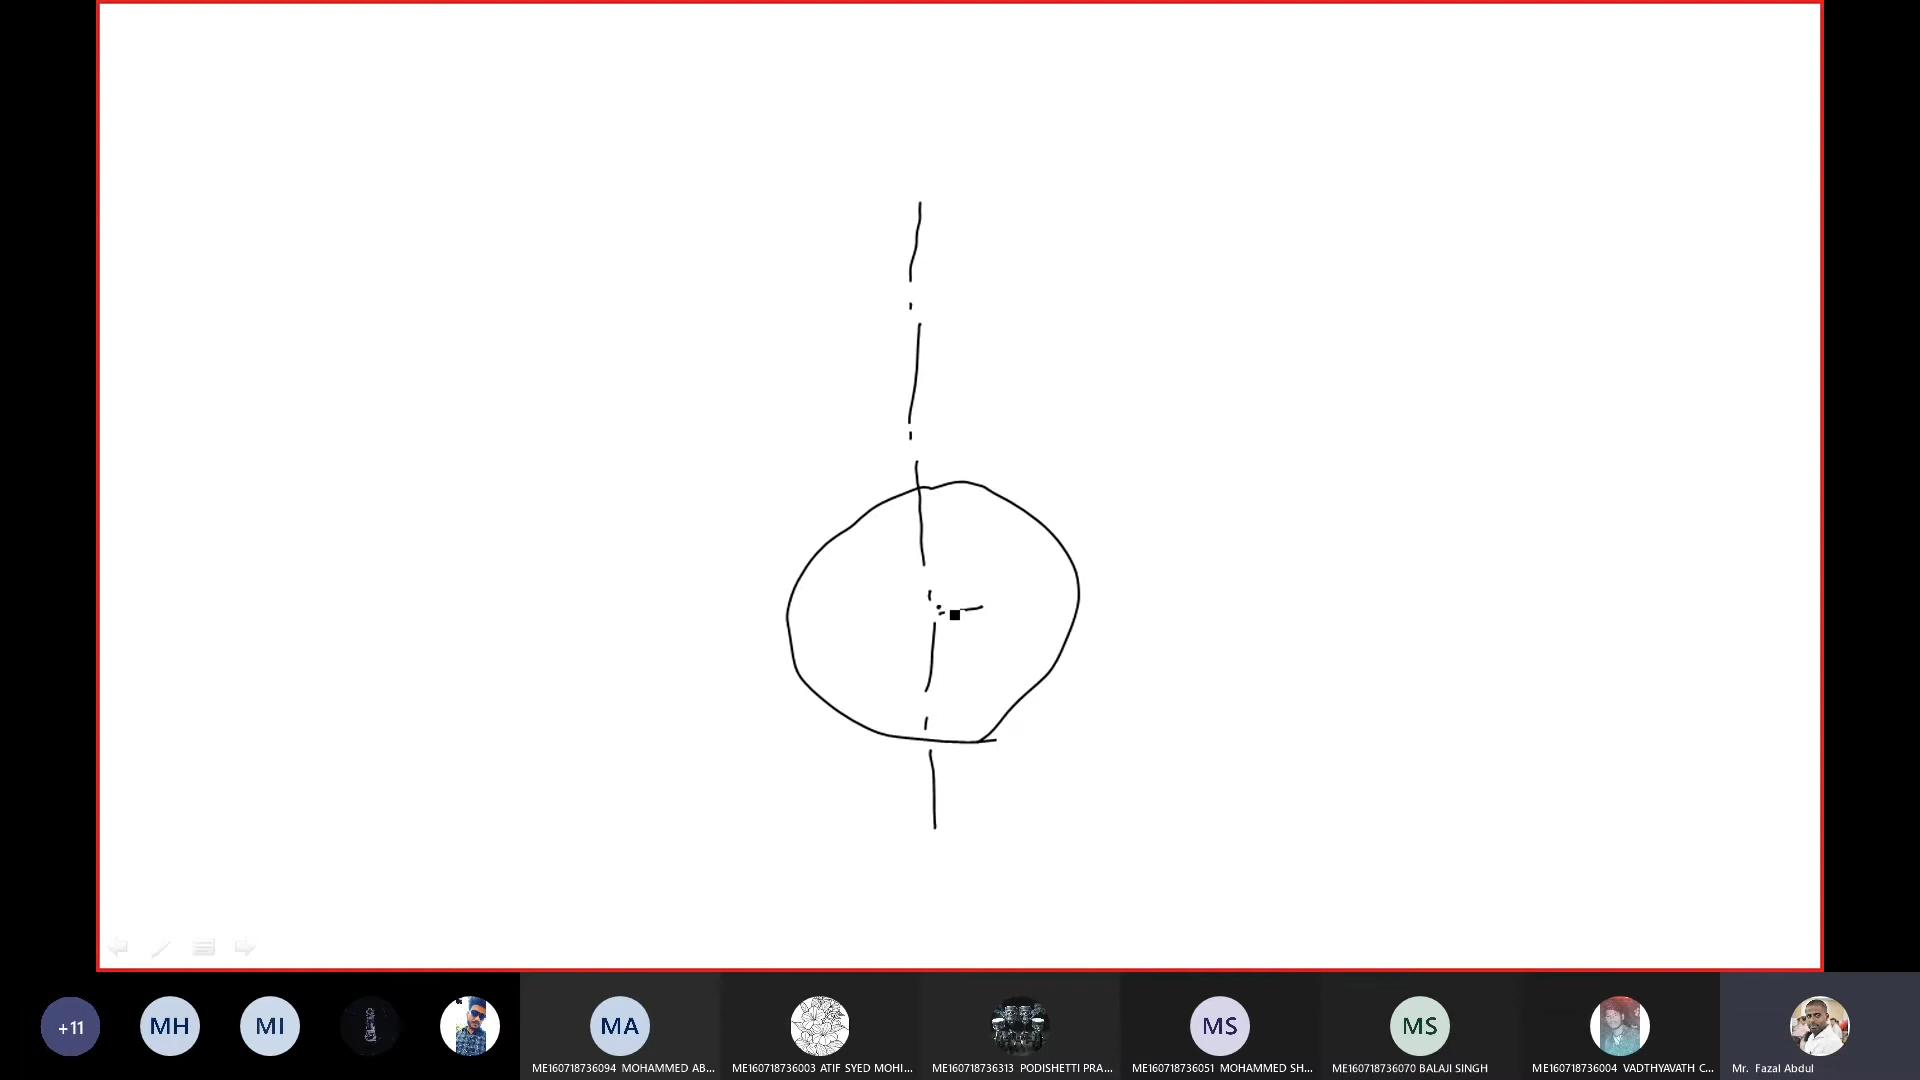 +11
MH
MI
MA
MS
MS
ME160718736094 MOHAMMED AB...
ME160718736003 ATIF SYED MOHI...
ME160718736313 PODISHETTI PRA...
ME160718736051 MOHAMMED SH...
ME160718736070 BALAJI SINGH
ME160718736004 VADTHYAVATH C...
Mr. Fazal Abdul